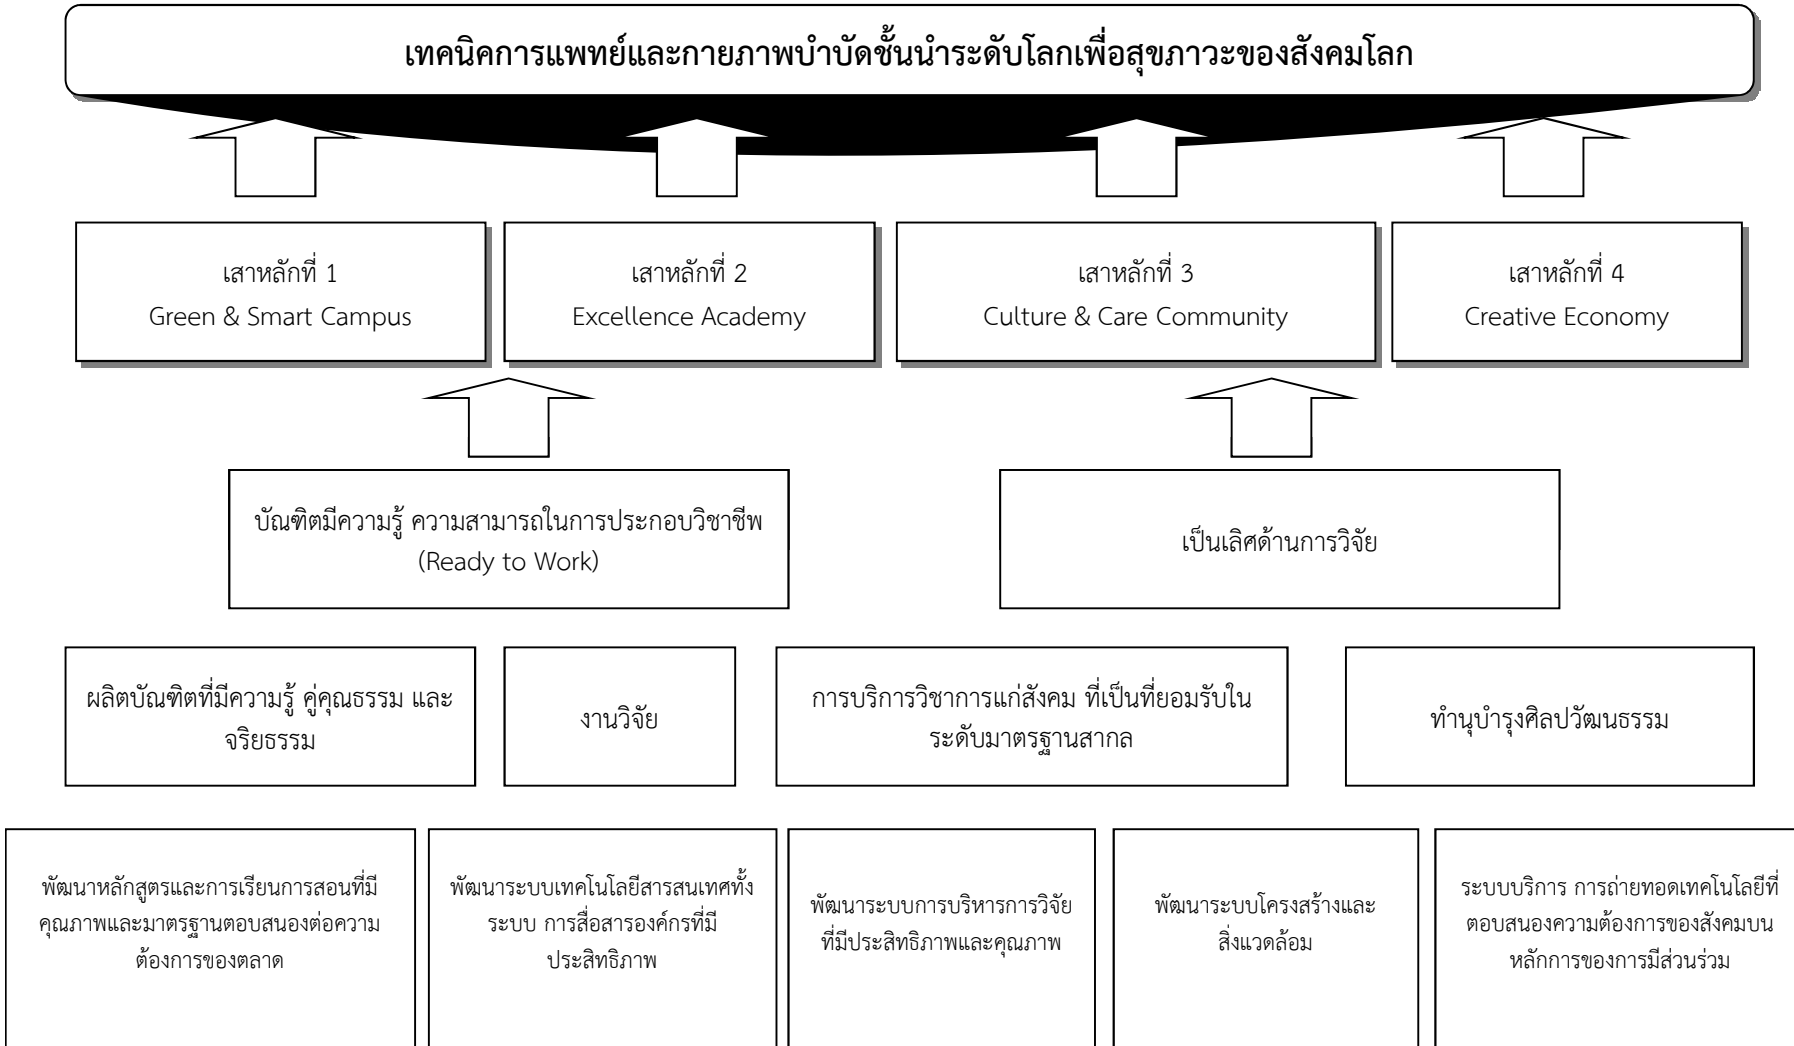 เทคนิคการแพทย์และกายภาพบำบัดชั้นนำระดับโลกเพื่อสุขภาวะของสังคมโลก
เสาหลักที่ 1
Green & Smart Campus
เสาหลักที่ 2
Excellence Academy
เสาหลักที่ 3
Culture & Care Community
เสาหลักที่ 4
Creative Economy
บัณฑิตมีความรู้ ความสามารถในการประกอบวิชาชีพ
(Ready to Work)
เป็นเลิศด้านการวิจัย
ผลิตบัณฑิตที่มีความรู้ คู่คุณธรรม และ
จริยธรรม
งานวิจัย
การบริการวิชาการแก่สังคม ที่เป็นที่ยอมรับใน
ระดับมาตรฐานสากล
ทำนุบำรุงศิลปวัฒนธรรม
พัฒนาหลักสูตรและการเรียนการสอนที่มี
คุณภาพและมาตรฐานตอบสนองต่อความ
ต้องการของตลาด
พัฒนาระบบเทคโนโลยีสารสนเทศทั้ง
ระบบ การสื่อสารองค์กรที่มี
ประสิทธิภาพ
พัฒนาระบบการบริหารการวิจัย
ที่มีประสิทธิภาพและคุณภาพ
พัฒนาระบบโครงสร้างและ
สิ่งแวดล้อม
ระบบบริการ การถ่ายทอดเทคโนโลยีที่
ตอบสนองความต้องการของสังคมบน
หลักการของการมีส่วนร่วม